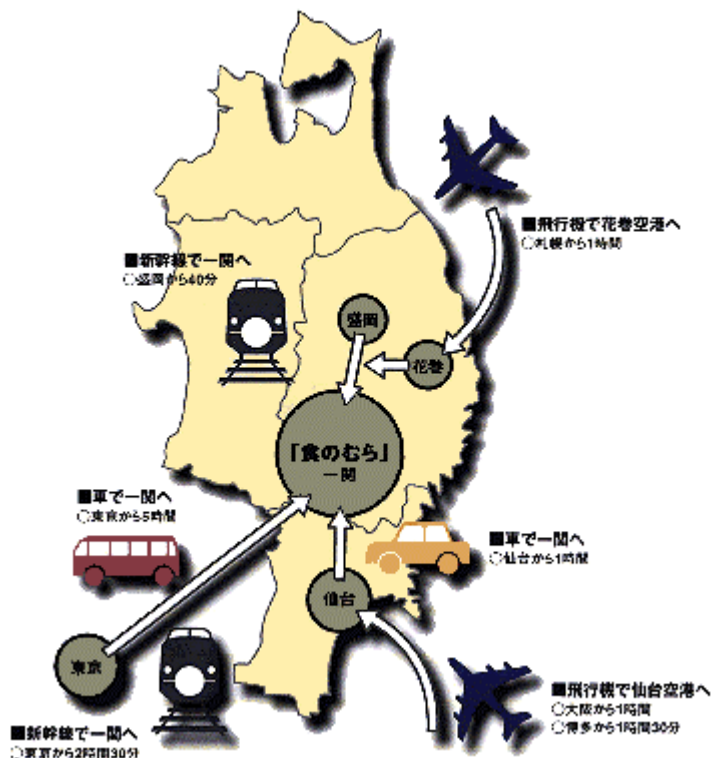 ■飛行機で花巻空港へ
○札幌から1時間
■新幹線で一関へ
○盛岡から40分
盛岡
花巻
「食のむら」
一関
■車で一関へ
○東京から5時間
■車で一関へ
○仙台から1時間
仙台
東京
■飛行機で仙台空港へ
○大阪から1時間
○博多から1時間30分
■新幹線で一関へ
○東京から2時間30分